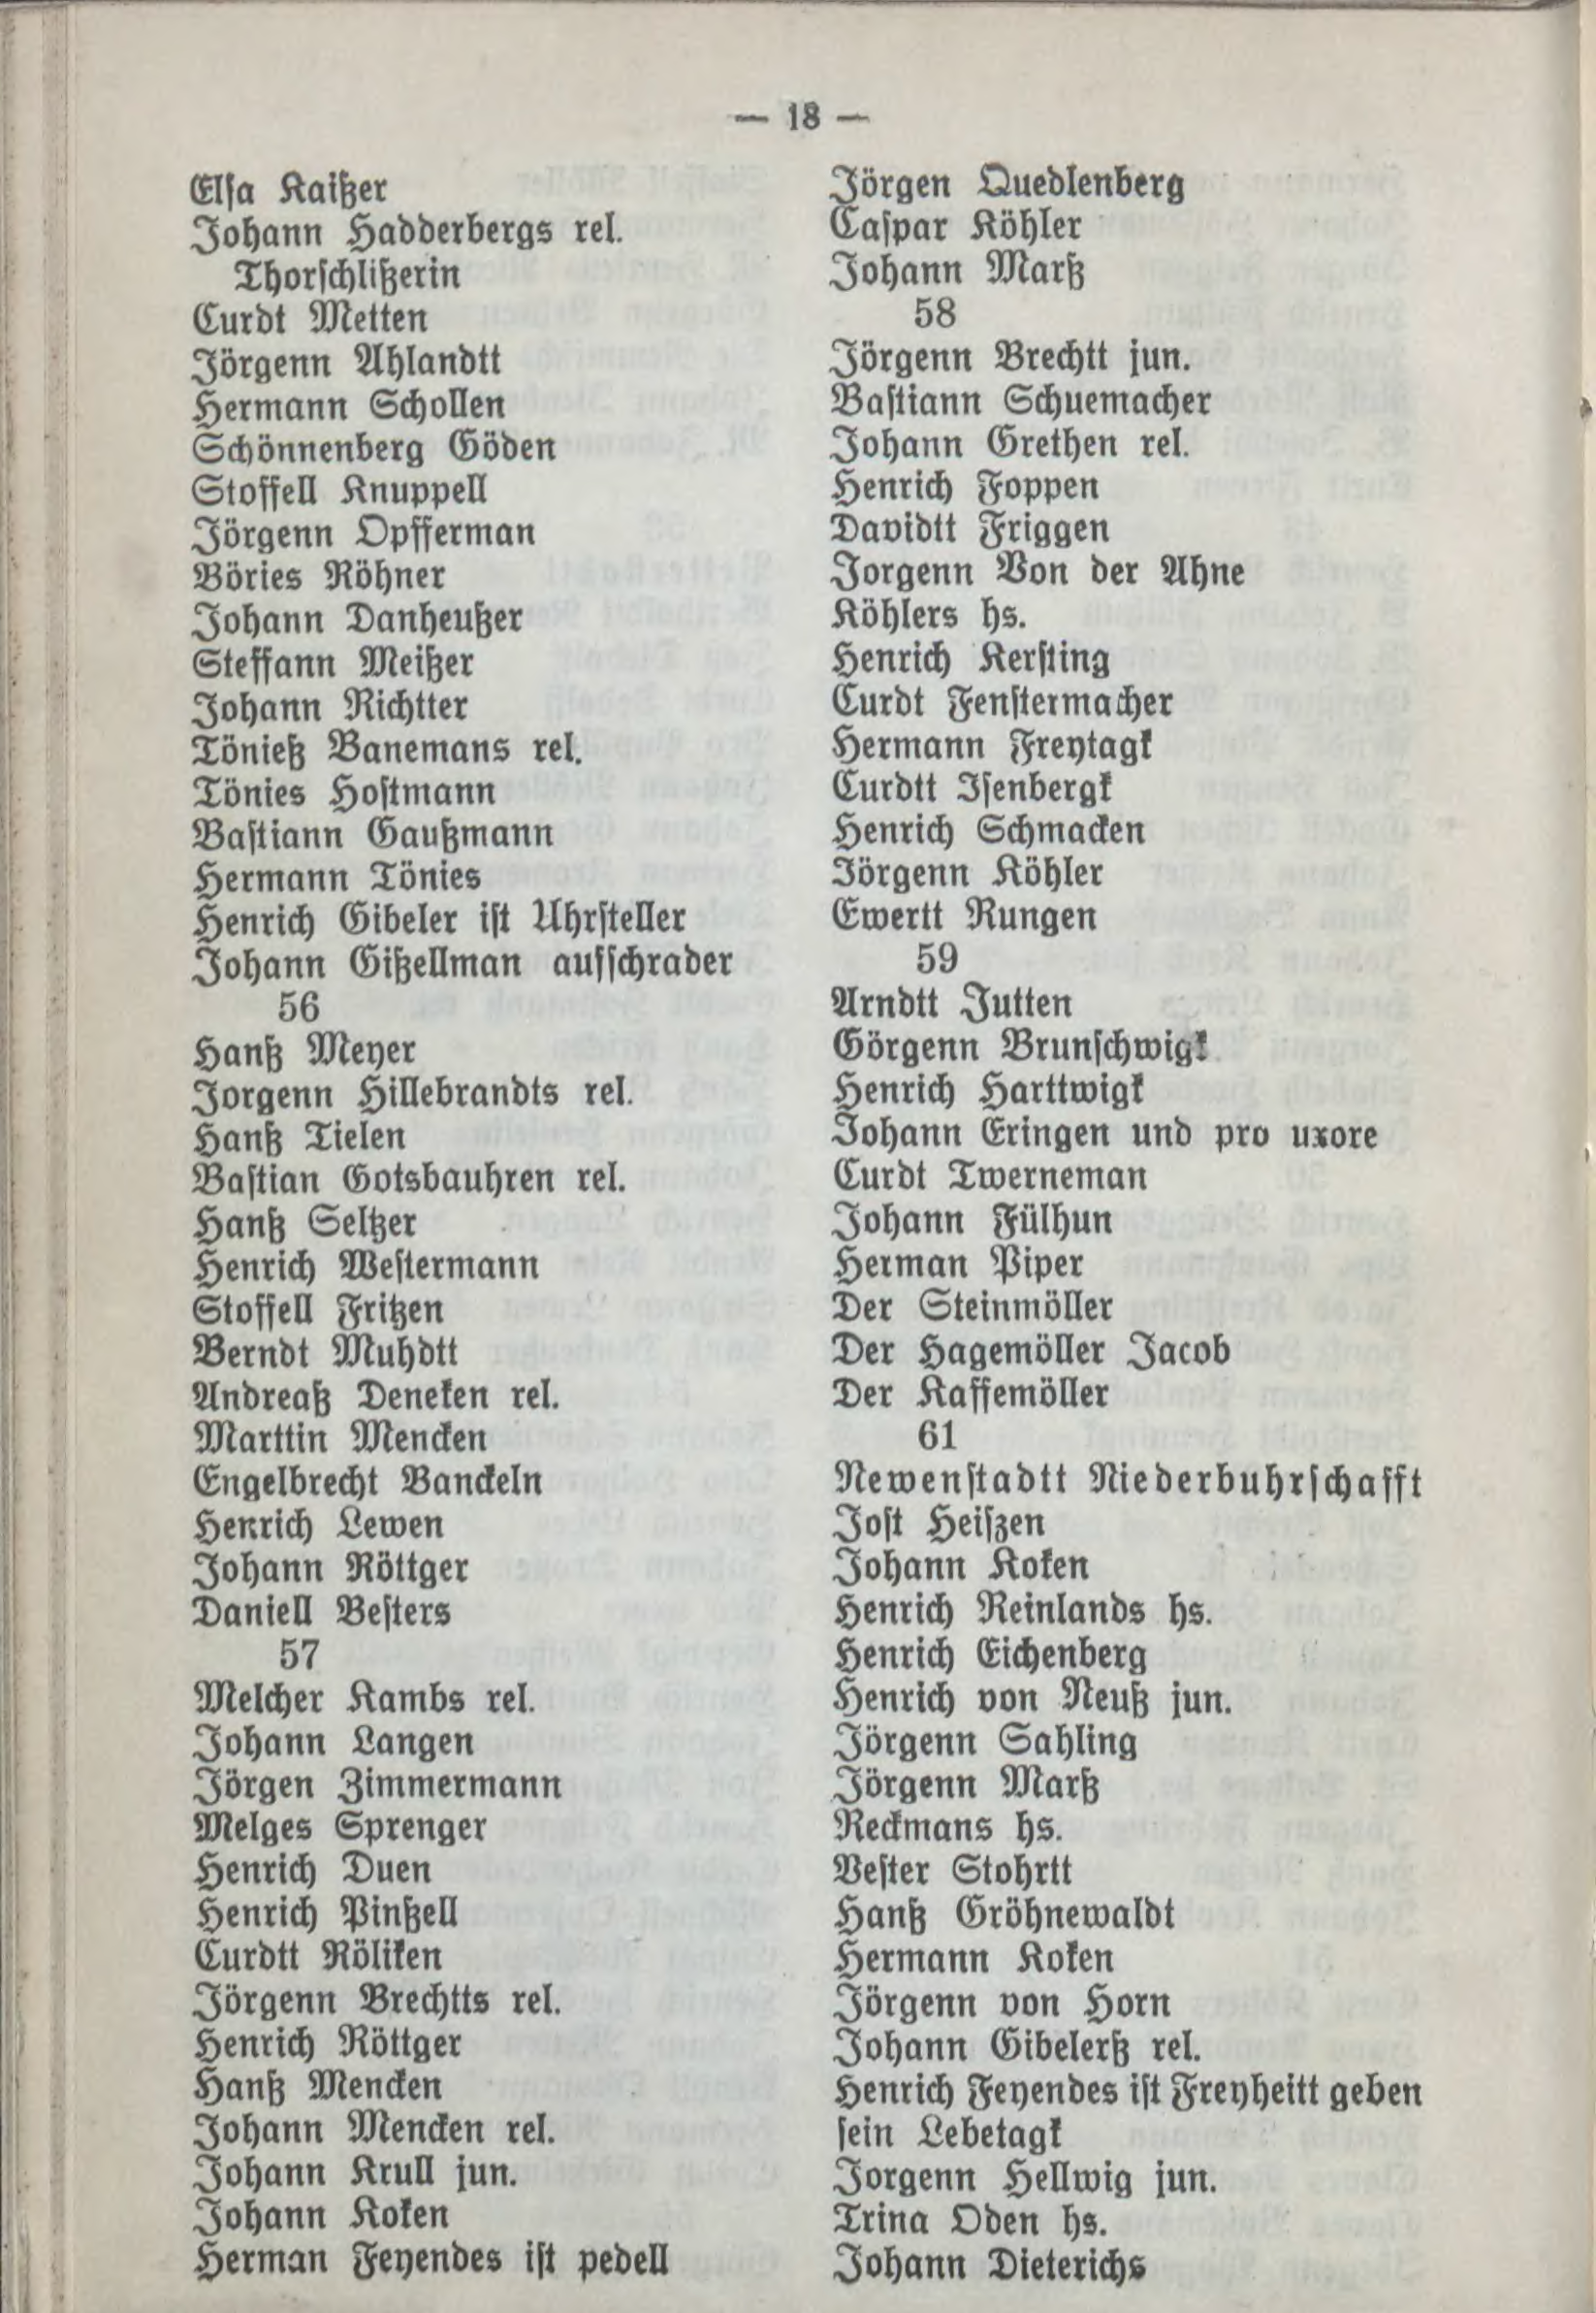 — 18 —
Elsa Kaißer
Johann Hadderbergs rel.
Thorschlißerin
Curdt Metten
Jörgenn Ahlandtt
Hermann Schollen
Schönnenberg Göden
Stoffell Knuppell
Jörgenn Opfferman
Böries Röhner
Johann Danheußer
Steffann Meißer
Johann Richtter
Tönieß Banemans rel.
Tönies Hostmann
Bastiann Gaußmann
Hermann Tönies
Henrich Gibeler ist Uhrsteller
Johann Gißellman aufschrader
56
Hanß Meyer
Jorgenn Hillebrandts rel.
Hanß Tielen
Bastian Gotsbauhren rel.
Hanß Seltzer
Henrich Westermann
Stoffell Fritzen
Berndt Muhdtt
Andreaß Deneken rel.
Marttin Mencken
Engelbrecht Banckeln
Henrich Lewen
Johann Röttger
Daniell Besters
57
Melcher Kambs rel.
Johann Langen
Jörgen Zimmermann
Melges Sprenger
Henrich Duen
Henrich Pinßell
Curdtt Röliken
Jörgenn Brechtts rel.
Henrich Röttger
Hanß Mencken
Johann Mencken rel.
Johann Krull jun.
Johann Koken
Herman Feyendes ist pedell
Jörgen Quedlenberg
Caspar Köhler
Johann Marß
58
Jörgenn Brechtt jun.
Bastiann Schuemacher
Johann Grethen rel.
Henrich Foppen
Davidtt Friggen
Jorgenn Von der Ahne
Köhlers hs.
Henrich Kersting
Curdt Fenstermacher
Hermann Freytagk
Curdtt Isenbergk
Henrich Schmacken
Jörgenn Köhler
Ewertt Rungen
59
Arndtt Jutten
Görgenn Brunschwigk
Henrich Harttwigk
Johann Eringen und pro uxore
Curdt Twerneman
Johann Fülhun
Herman Piper
Der Steinmöller
Der Hagemöller Jacob
Der Kaffemöller
61
Newenstadtt Niederbuhrschafft
Jost Heiszen
Johann Koken
Henrich Reinlands hs.
Henrich Eichenberg
Henrich von Neuß jun.
Jörgenn Sahling
Jörgenn Marß
Reckmans hs.
Vester Stohrtt
Hanß Gröhnewaldt
Hermann Koken
Jörgenn von Horn
Johann Gibelerß rel.
Henrich Feyendes ist Freyheitt geben
sein Lebetagk
Jorgenn Hellwig jun.
Trina Oden hs.
Johann Dieterichs